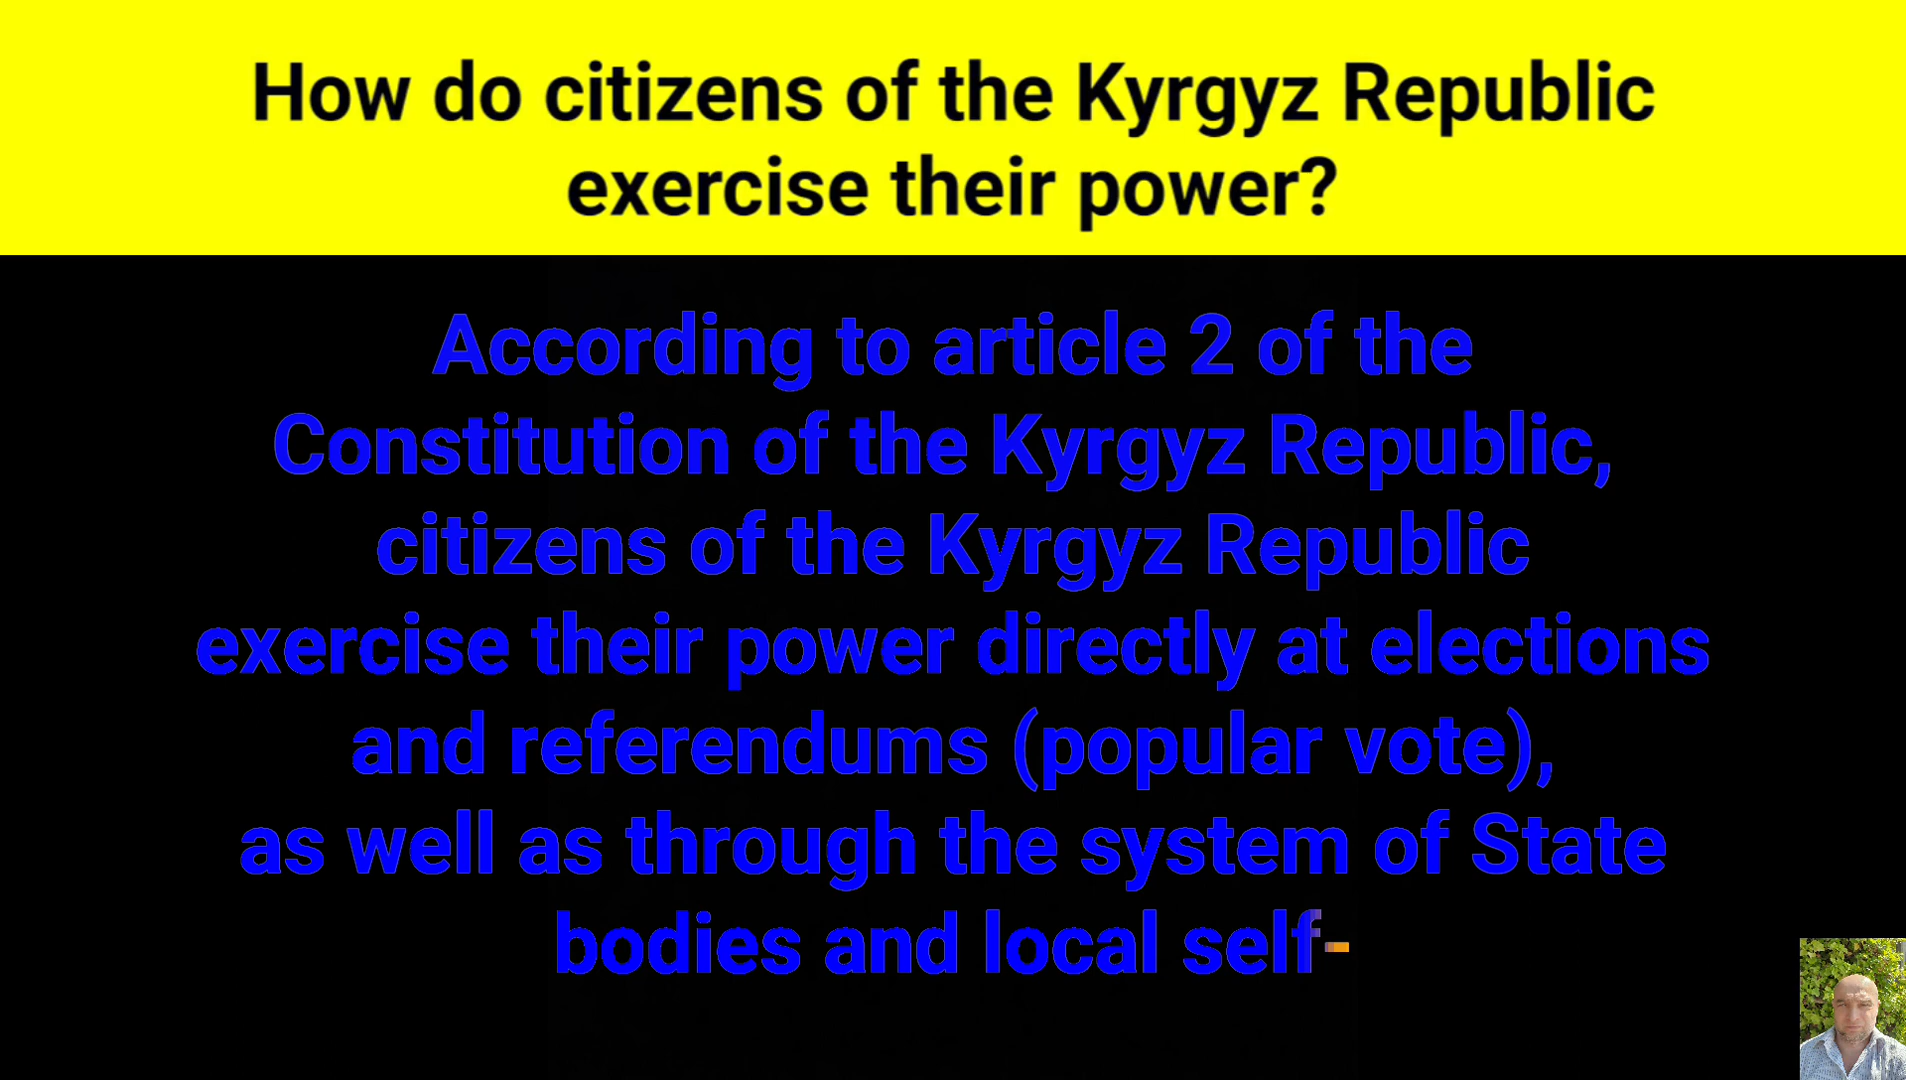 How do citizens of the Kyrgyz Republic
exercise their power?
According to article 2 of the
Constitution of the Kyrgyz Republic,
citizens of the Kyrgyz Republic
exercise their power directly at elections
and referendums (popular vote),
as well as through the system of State
bodies and local self-